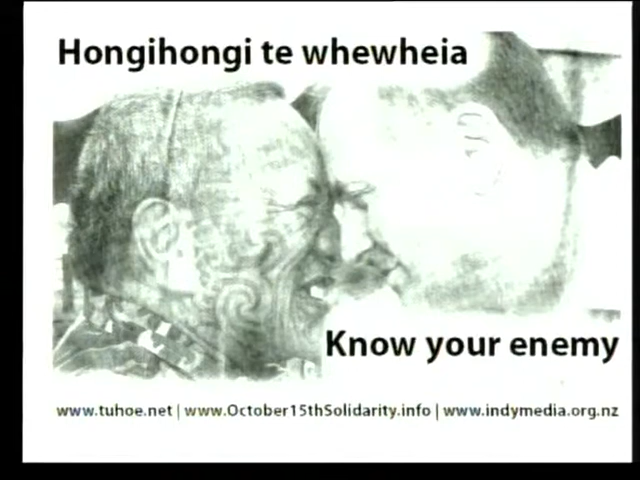 Hongihongi te whewheia
Know your enemy
www.tuhoe.net | www.October15thSolidarity.info | www.indymedia.org.nz